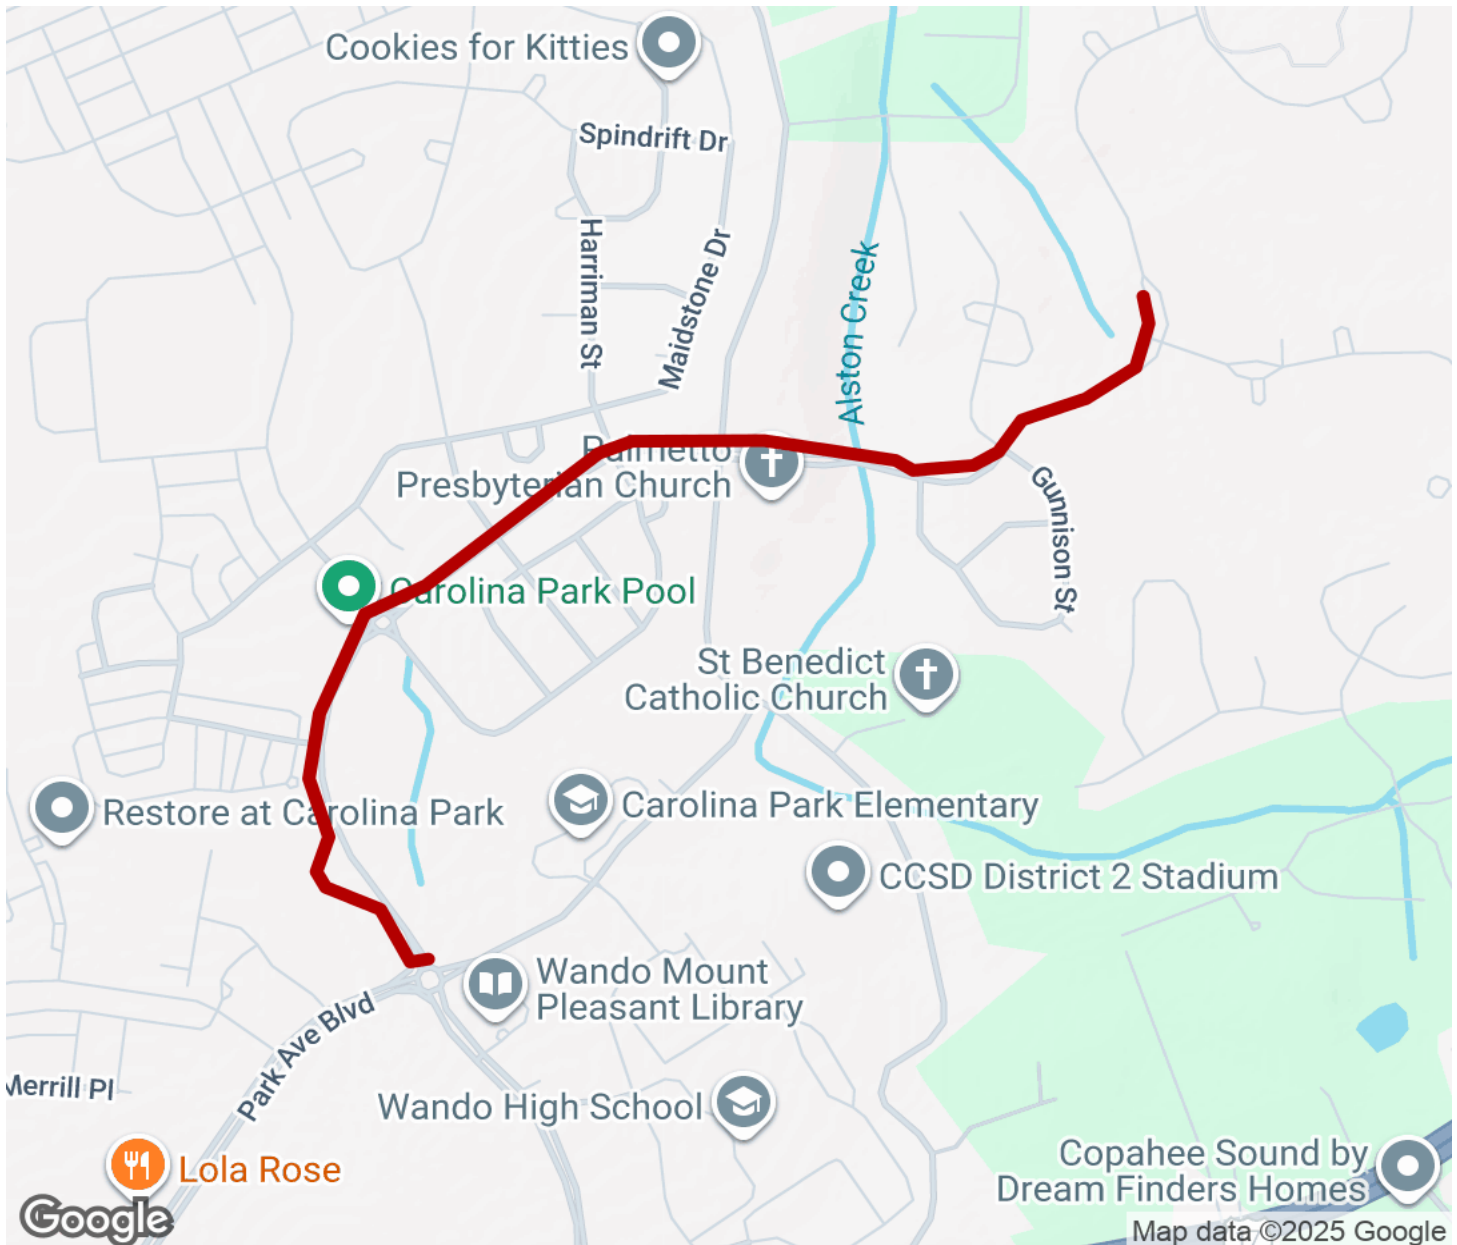 Cookies for Kitties
Spindrift Dr
Harriman St
Maidstone Dr
Alston Creek
Palmetto
Presbyterian Church
Gunnison St
Carolina Park Pool
St Benedict
Catholic Church
Restore at Carolina Park
Carolina Park Elementary
CCSD District 2 Stadium
Wando Mount
Pleasant Library
Park Ave Blvd
Merrill Pl
Wando High School
Lola Rose
Copahee Sound by
Dream Finders Homes
Google
Map data ©2025 Google